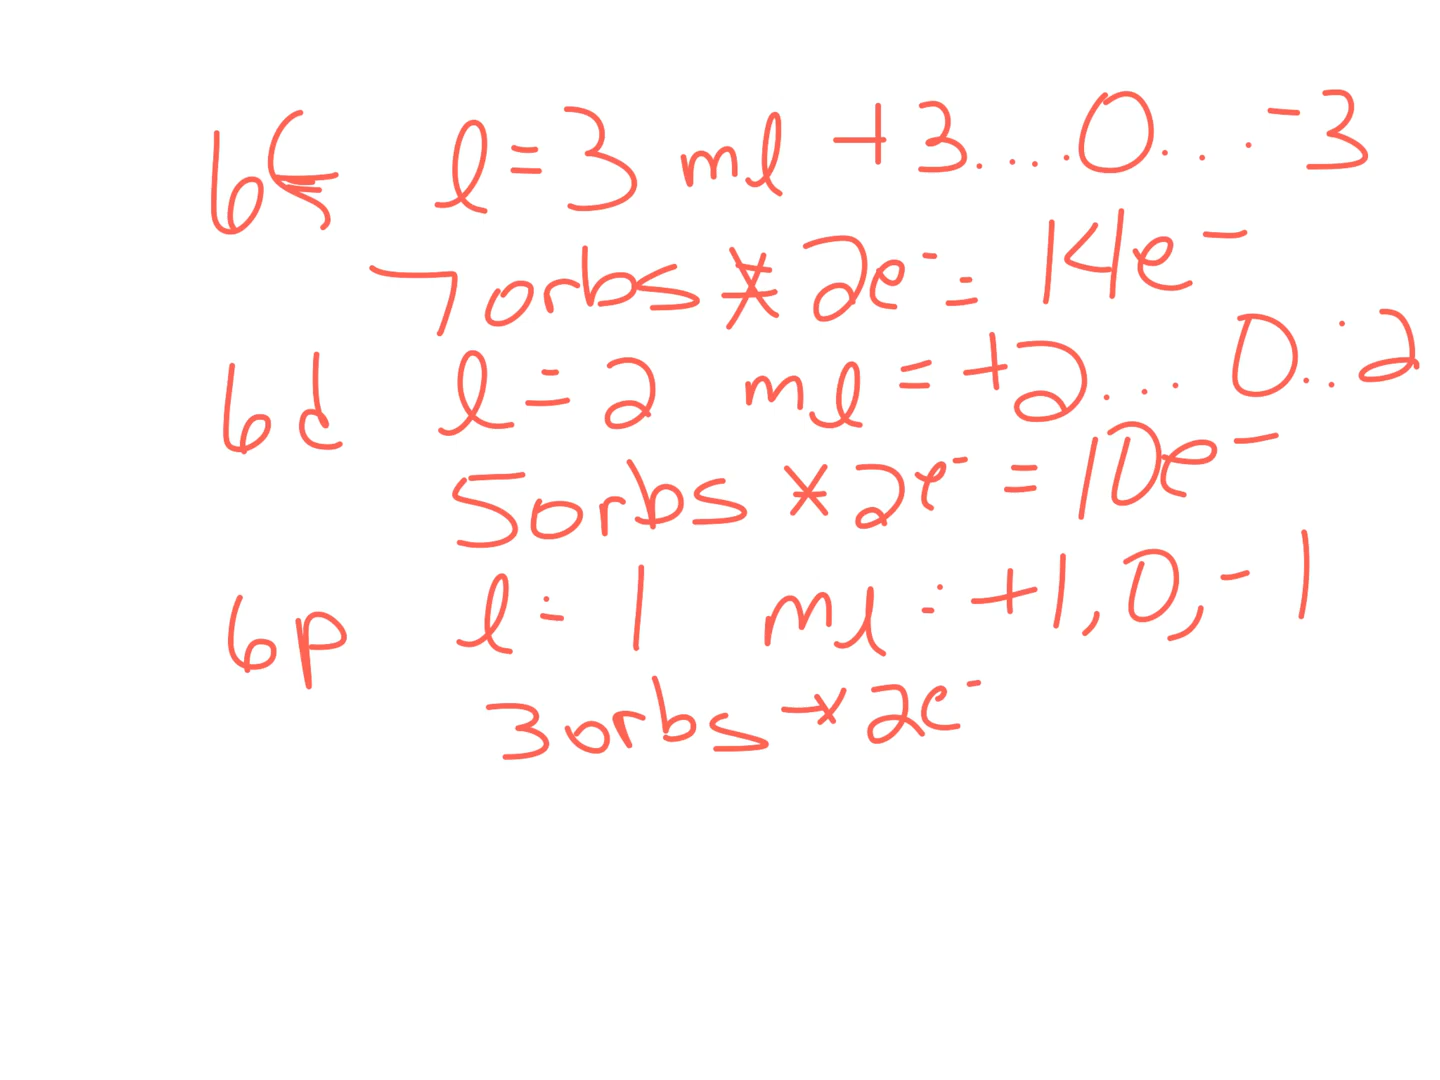 6f l=3 ml +3....0...-3
7orbs * 2e⁻ = 14e⁻
6d l=2 ml = +2...0...2
5orbs * 2e⁻ = 10e⁻
6p l=1 ml = +1, 0, -1
3orbs * 2e⁻